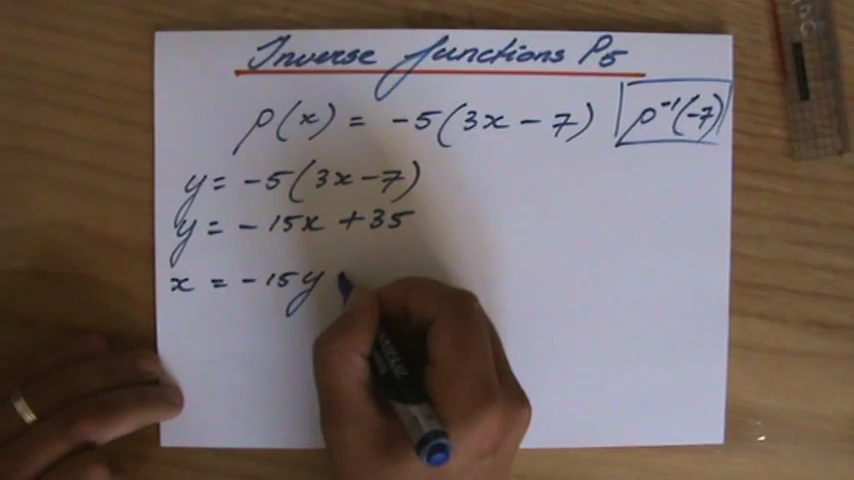 Inverse functions P5
p(x) = -5(3x - 7) p⁻¹(-7)
y = -5(3x - 7)
y = -15x + 35
x = -15y